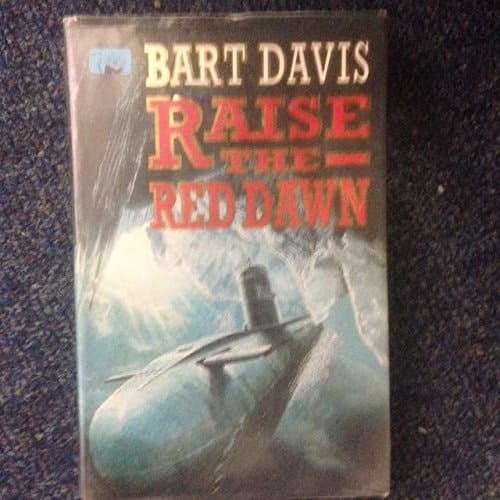 BART DAVIS
RAISE
THE
RED DAWN